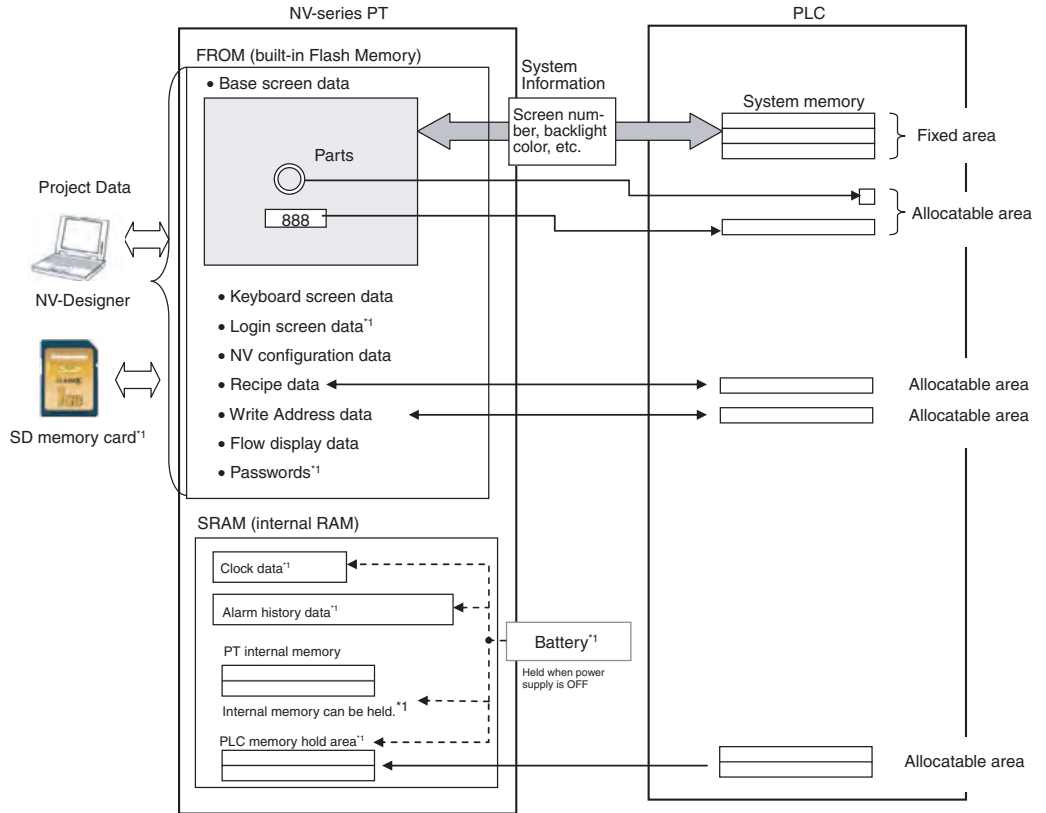 NV-series PT
PLC
FROM (built-in Flash Memory)
• Base screen data
System
Information
Screen num-
ber, backlight
color, etc.
System memory
Fixed area
Parts
888
Allocatable area
Project Data
NV-Designer
SD memory card*1
• Keyboard screen data
• Login screen data*1
• NV configuration data
• Recipe data
Allocatable area
• Write Address data
Allocatable area
• Flow display data
• Passwords*1
SRAM (internal RAM)
Clock data*1
Alarm history data*1
Battery*1
Held when power
supply is OFF
PT internal memory
Internal memory can be held.*1
PLC memory hold area*1
Allocatable area